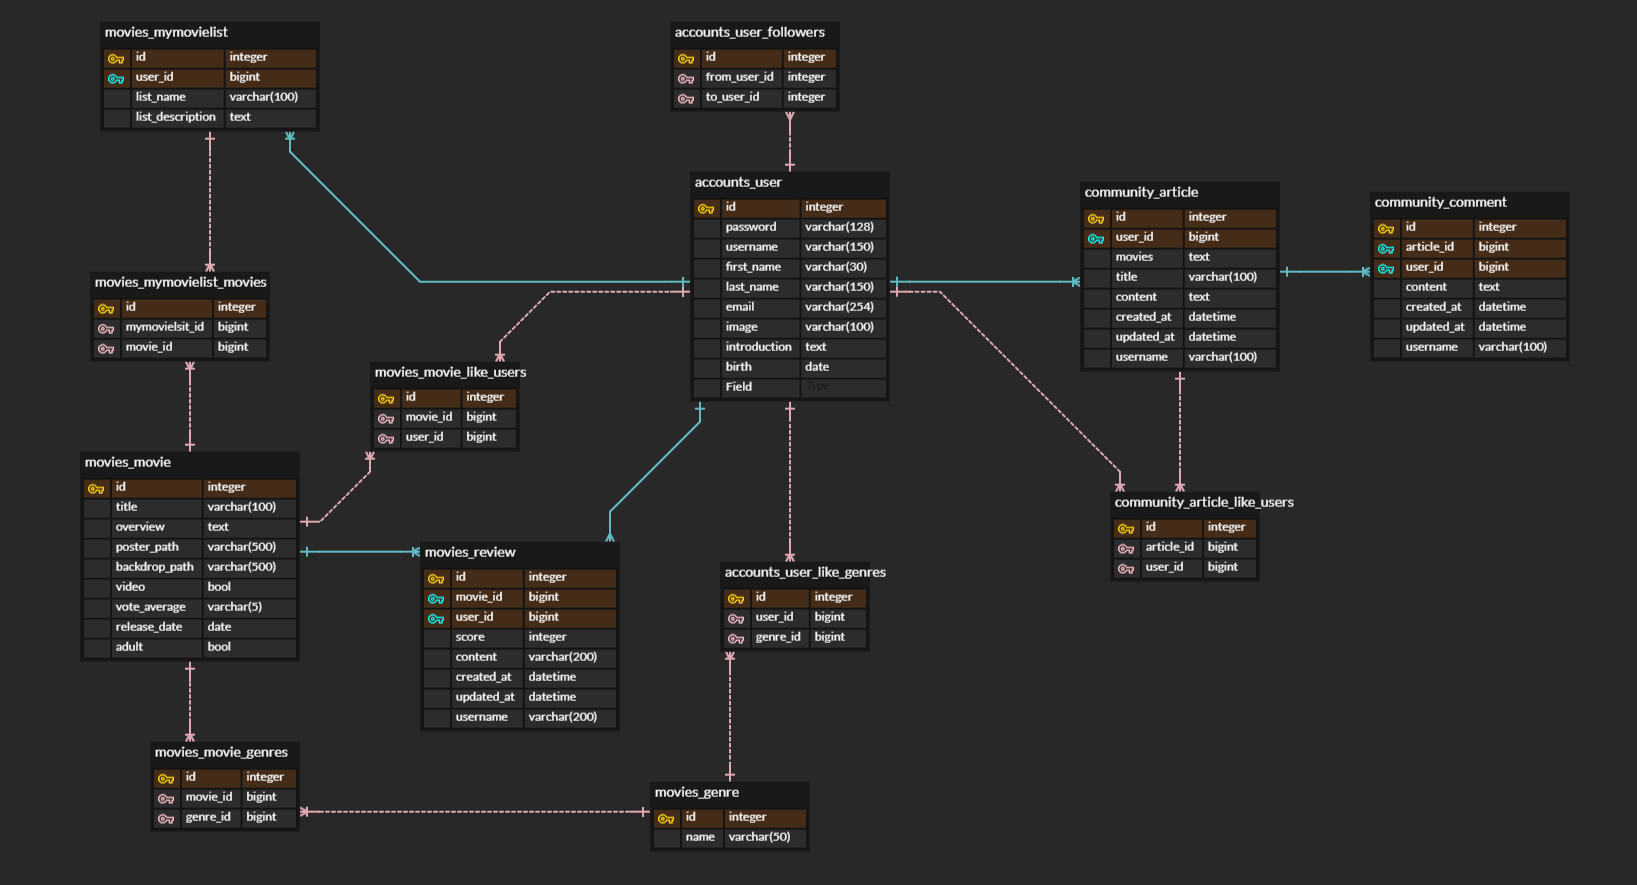 movies_mymovielist
id integer
user_id bigint
list_name varchar(100)
list_description text
accounts_user_followers
id integer
from_user_id integer
to_user_id integer
accounts_user
id integer
password varchar(128)
username varchar(150)
first_name varchar(30)
last_name varchar(150)
email varchar(254)
image varchar(100)
introduction text
birth date
Field Type
community_article
id integer
user_id bigint
movies text
title varchar(100)
content text
created_at datetime
updated_at datetime
username varchar(100)
community_comment
id integer
article_id bigint
user_id bigint
content text
created_at datetime
updated_at datetime
username varchar(100)
movies_mymovielist_movies
id integer
mymovielsit_id bigint
movie_id bigint
movies_movie_like_users
id integer
movie_id bigint
user_id bigint
movies_movie
id integer
title varchar(100)
overview text
poster_path varchar(500)
backdrop_path varchar(500)
video bool
vote_average varchar(5)
release_date date
adult bool
movies_review
id integer
movie_id bigint
user_id bigint
score integer
content varchar(200)
created_at datetime
updated_at datetime
username varchar(200)
accounts_user_like_genres
id integer
user_id bigint
genre_id bigint
community_article_like_users
id integer
article_id bigint
user_id bigint
movies_movie_genres
id integer
movie_id bigint
genre_id bigint
movies_genre
id integer
name varchar(50)